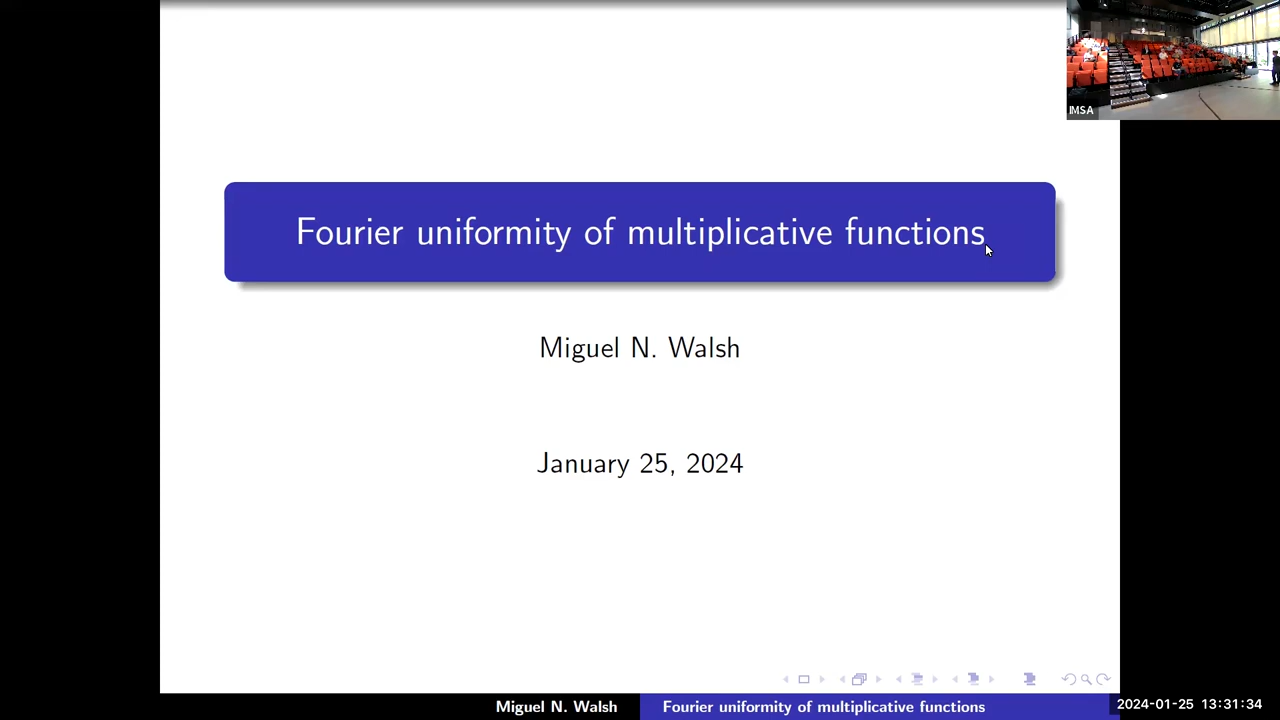 IMSA
Fourier uniformity of multiplicative functions
Miguel N. Walsh
January 25, 2024
Miguel N. Walsh
Fourier uniformity of multiplicative functions
2024-01-25 13:31:34